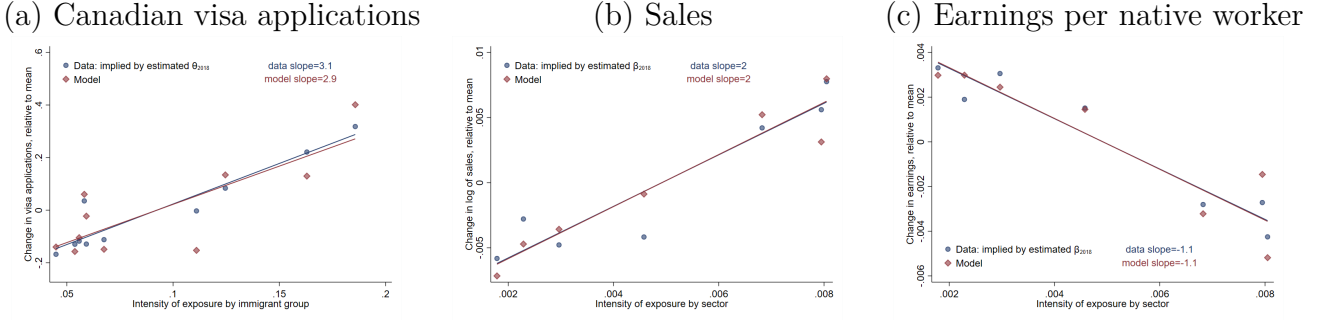 (a) Canadian visa applications
Change in visa applications, relative to mean
.6
.4
.2
0
-.2
Data: implied by estimated θ2018
Model
data slope=3.1
model slope=2.9
.05
.1
.15
.2
Intensity of exposure by immigrant group
(b) Sales
Change in log of sales, relative to mean
.01
.005
0
-.005
Data: implied by estimated β2018
Model
data slope=2
model slope=2
.002
.004
.006
.008
Intensity of exposure by sector
(c) Earnings per native worker
Change in earnings, relative to mean
.004
.002
0
-.002
-.004
-.006
Data: implied by estimated β2018
Model
data slope=-1.1
model slope=-1.1
.002
.004
.006
.008
Intensity of exposure by sector